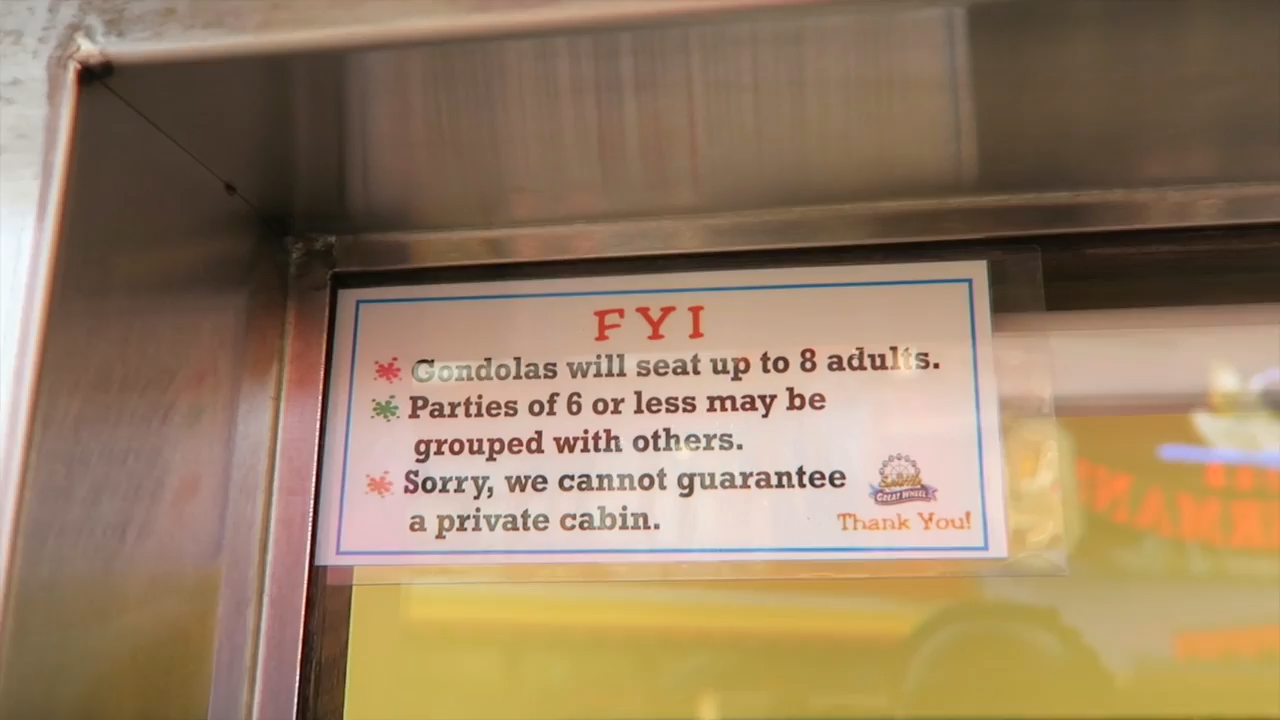 FYI
Gondolas will seat up to 8 adults.
Parties of 6 or less may be
grouped with others.
Sorry, we cannot guarantee
a private cabin.
Seattle
GREAT WHEEL
Thank You!